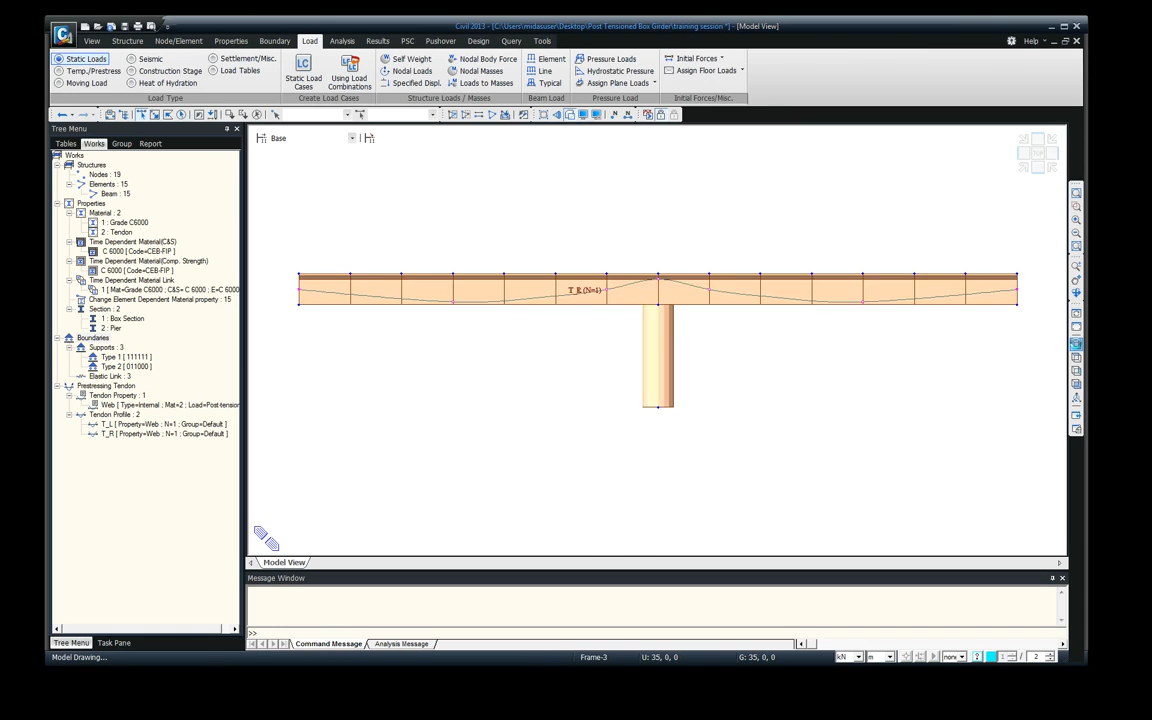 Civil 2013 - [C:\Users\midasuser\Desktop\Post Tensioned Box Girder\training session *] - [Model View]
View Structure Node/Element Properties Boundary Load Analysis Results PSC Pushover Design Query Tools Help
Static Loads Seismic Settlement/Misc.
Temp./Prestress Construction Stage Load Tables
Moving Load Heat of Hydration
Load Type
Static Load Cases
Using Load Combinations
Create Load Cases
Self Weight Nodal Body Force
Nodal Loads Nodal Masses
Specified Displ. Loads to Masses
Structure Loads / Masses
Element
Line
Typical
Beam Load
Pressure Loads
Hydrostatic Pressure
Assign Plane Loads
Pressure Load
Initial Forces
Assign Floor Loads
Initial Forces/Misc.
Tree Menu
Tables Works Group Report
Works
Structures
Nodes : 19
Elements : 15
Beam : 15
Properties
Material : 2
1 : Grade C6000
2 : Tendon
Time Dependent Material(C&S)
C 6000 [ Code=CEB-FIP ]
Time Dependent Material(Comp. Strength)
C 6000 [ Code=CEB-FIP ]
Time Dependent Material Link
1 [ Mat=Grade C6000 ; C&S= C 6000 ; E=C 6000
Change Element Dependent Material property : 15
Section : 2
1 : Box Section
2 : Pier
Boundaries
Supports : 3
Type 1 [ 111111 ]
Type 2 [ 011000 ]
Elastic Link : 3
Prestressing Tendon
Tendon Property : 1
Web [ Type=Internal ; Mat=2 ; Load=Post-tension
Tendon Profile : 2
T_L [ Property=Web ; N=1 ; Group=Default ]
T_R [ Property=Web ; N=1 ; Group=Default ]
Tree Menu Task Pane
Base
TOP
T_R (N=1)
Model View
Message Window
>>
Command Message Analysis Message
Model Drawing... Frame-3 U: 35, 0, 0 G: 35, 0, 0 kN m none 1 / 2